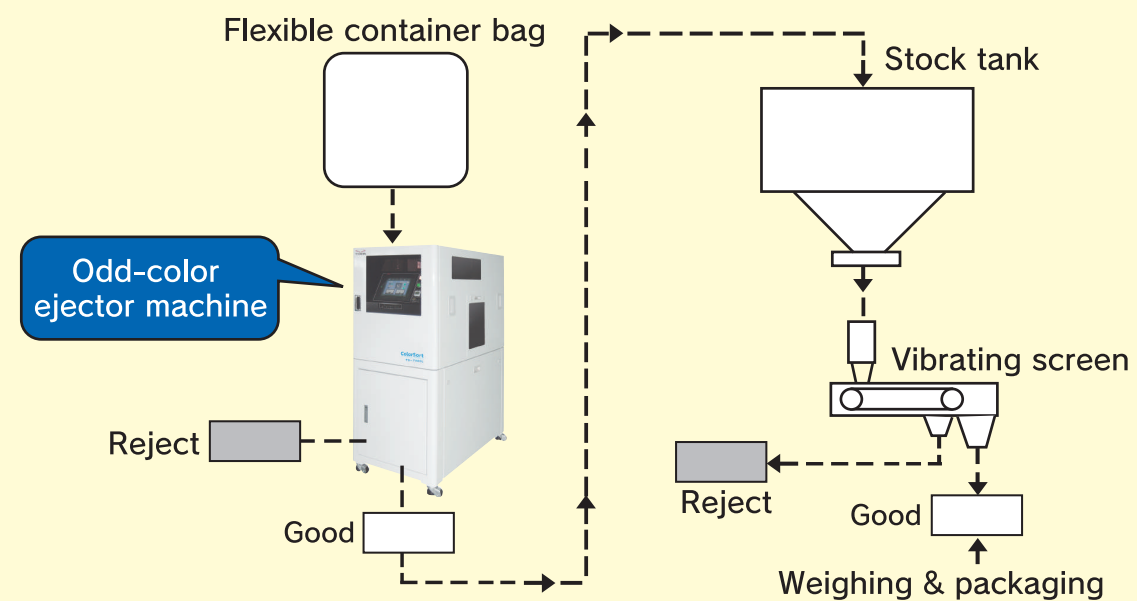 Flexible container bag
Stock tank
Odd-color
ejector machine
Vibrating screen
Reject
Good
Reject
Good
Weighing & packaging